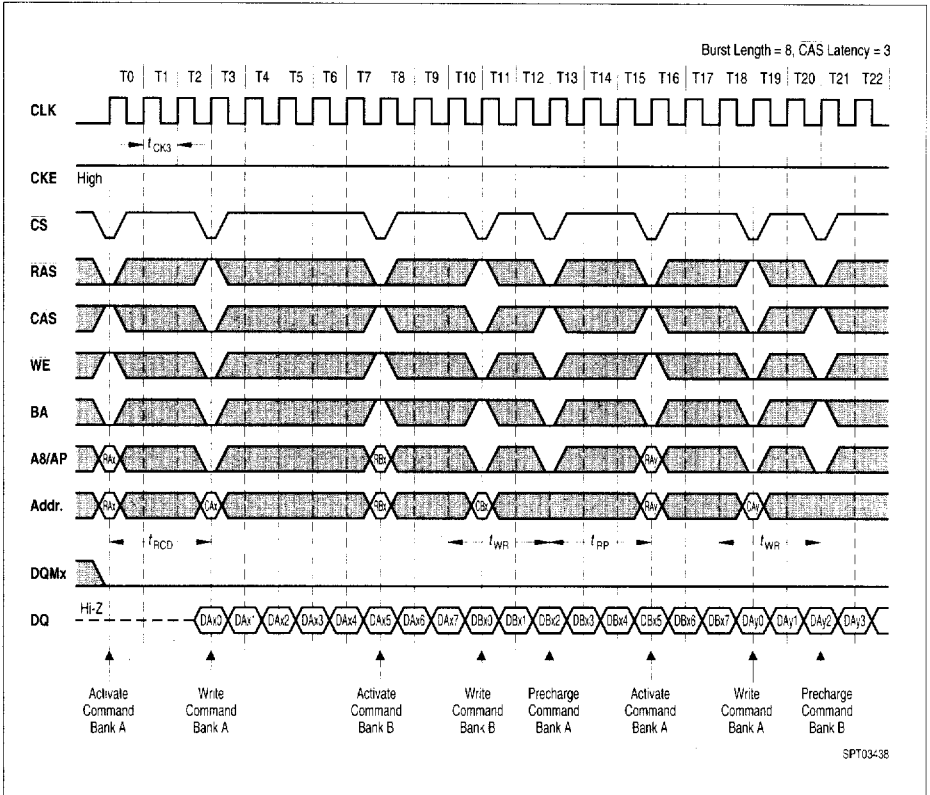 Burst Length = 8, CAS Latency = 3
T0 T1 T2 T3 T4 T5 T6 T7 T8 T9 T10 T11 T12 T13 T14 T15 T16 T17 T18 T19 T20 T21 T22
CLK
tCK3
CKE High
CS
RAS
CAS
WE
BA
A8/AP RAx RBx RAy
Addr. RAx CAx RBx CBx RAy CAy
tRCD tWR tRP tWR
DQMx
DQ Hi-Z DAx0 DAx1 DAx2 DAx3 DAx4 DAx5 DAx6 DAx7 DBx0 DBx1 DBx2 DBx3 DBx4 DBx5 DBx6 DBx7 DAy0 DAy1 DAy2 DAy3
Activate Command Bank A
Write Command Bank A
Activate Command Bank B
Write Command Bank B
Precharge Command Bank A
Activate Command Bank A
Write Command Bank A
Precharge Command Bank B
SPT03438